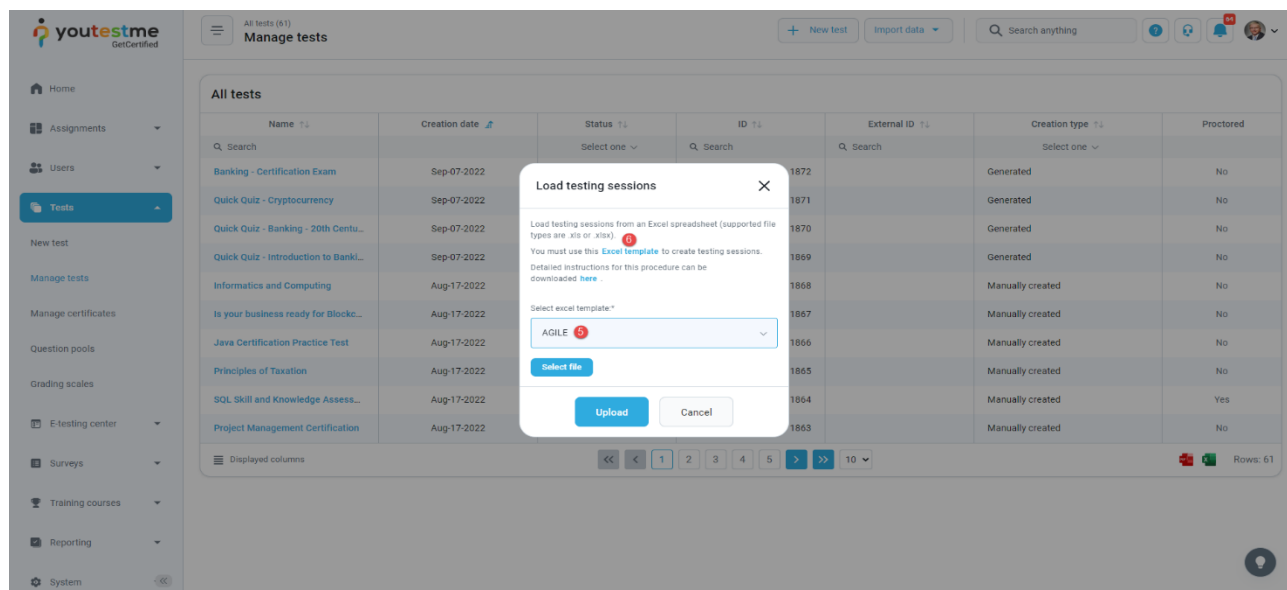 youtestme
GetCertified
All tests (61)
Manage tests
New test
Import data
Search anything
?
54
Home
Assignments
Users
Tests
New test
Manage tests
Manage certificates
Question pools
Grading scales
E-testing center
Surveys
Training courses
Reporting
System
All tests
Name Creation date Status ID External ID Creation type Proctored
Search Select one Search Search Select one
Banking - Certification Exam Sep-07-2022 1872 Generated No
Quick Quiz - Cryptocurrency Sep-07-2022 1871 Generated No
Quick Quiz - Banking - 20th Centu... Sep-07-2022 1870 Generated No
Quick Quiz - Introduction to Banki... Sep-07-2022 1869 Generated No
Informatics and Computing Aug-17-2022 1868 Manually created No
Is your business ready for Blockc... Aug-17-2022 1867 Manually created No
Java Certification Practice Test Aug-17-2022 1866 Manually created No
Principles of Taxation Aug-17-2022 1865 Manually created No
SQL Skill and Knowledge Assess... Aug-17-2022 1864 Manually created Yes
Project Management Certification Aug-17-2022 1863 Manually created No
Displayed columns << < 1 2 3 4 5 > >> 10 Rows: 61
Load testing sessions
Load testing sessions from an Excel spreadsheet (supported file
types are .xls or .xlsx).
6
You must use this Excel template to create testing sessions.
Detailed instructions for this procedure can be
downloaded here .
Select excel template:*
AGILE 5
Select file
Upload Cancel